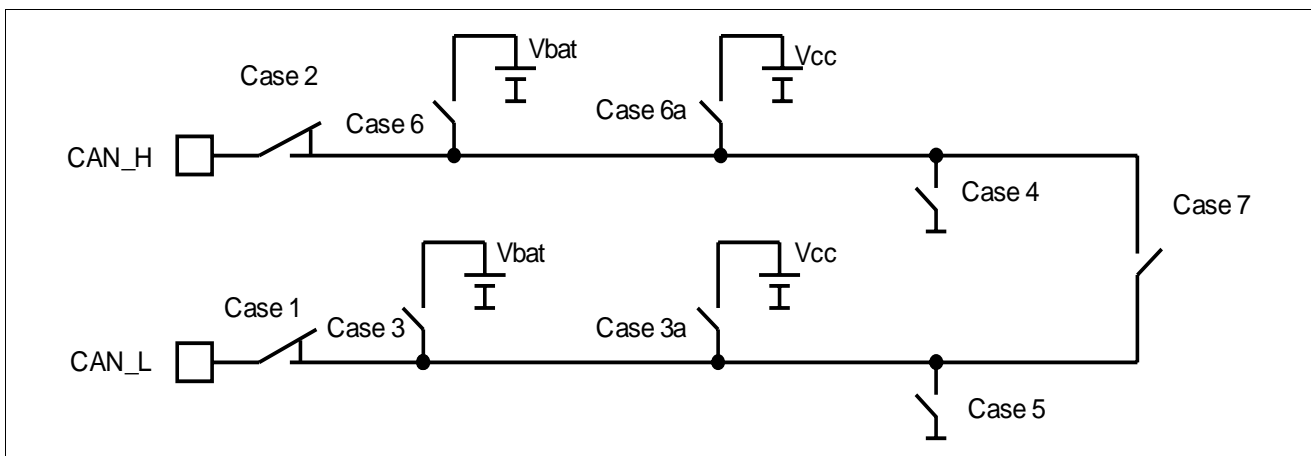 Vbat
Vcc
Case 2
Case 6
Case 6a
CAN_H
Case 4
Case 7
Vbat
Vcc
Case 1
Case 3
Case 3a
CAN_L
Case 5